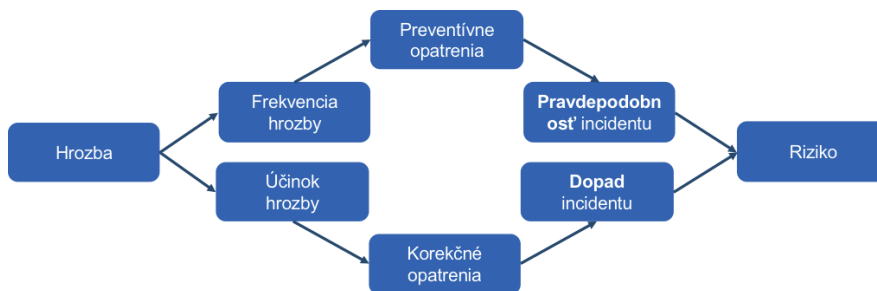 Preventívne
opatrenia
Frekvencia
hrozby
Pravdepodobn
osť incidentu
Hrozba
Riziko
Účinok
hrozby
Dopad
incidentu
Korekčné
opatrenia